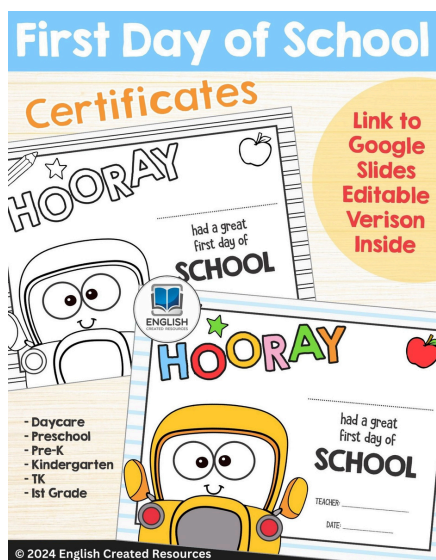 First Day of School
Certificates
Link to
Google
Slides
Editable
Verison
Inside
HOORAY
had a great
first day of
SCHOOL
ENGLISH
CREATED RESOURCES
HOORAY
had a great
first day of
SCHOOL
TEACHER:
DATE:
- Daycare
- Preschool
- Pre-K
- Kindergarten
- TK
- 1st Grade
© 2024 English Created Resources